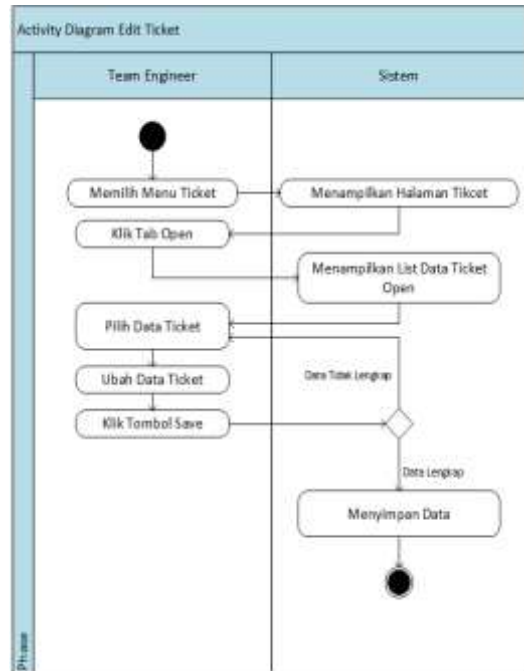 Activity Diagram Edit Ticket
Team Engineer
Sistem
Memilih Menu Ticket
Menampilkan Halaman Tikcet
Klik Tab Open
Menampilkan List Data Ticket
Open
Pilih Data Ticket
Ubah Data Ticket
Data Tidak Lengkap
Klik Tombol Save
Data Lengkap
Menyimpan Data
Phase